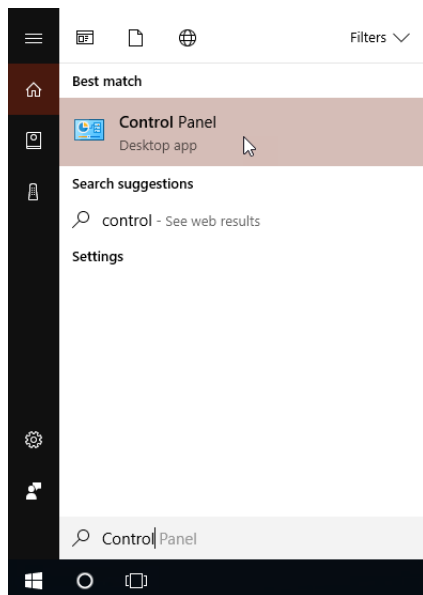 Filters
Best match
Control Panel
Desktop app
Search suggestions
control - See web results
Settings
Control Panel